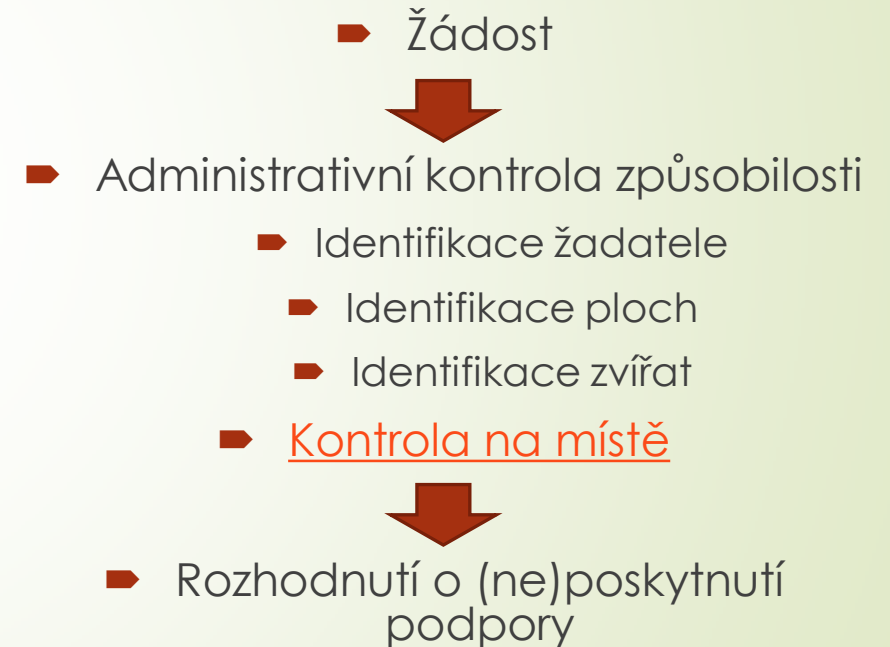 Žádost
Administrativní kontrola způsobilosti
Identifikace žadatele
Identifikace ploch
Identifikace zvířat
Kontrola na místě
Rozhodnutí o (ne)poskytnutí
podpory